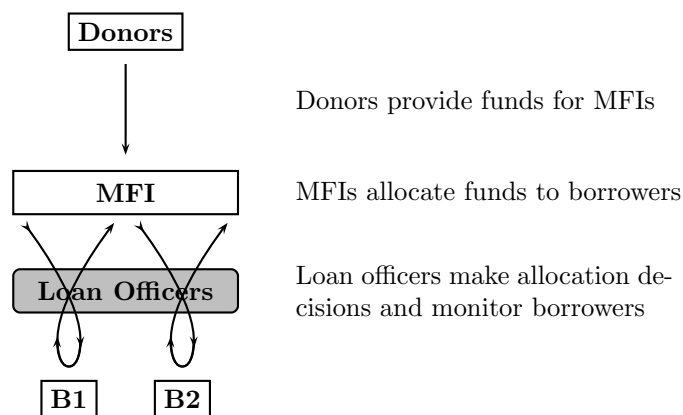 Donors
Donors provide funds for MFIs
MFI
MFIs allocate funds to borrowers
Loan Officers
Loan officers make allocation de-
cisions and monitor borrowers
B1
B2